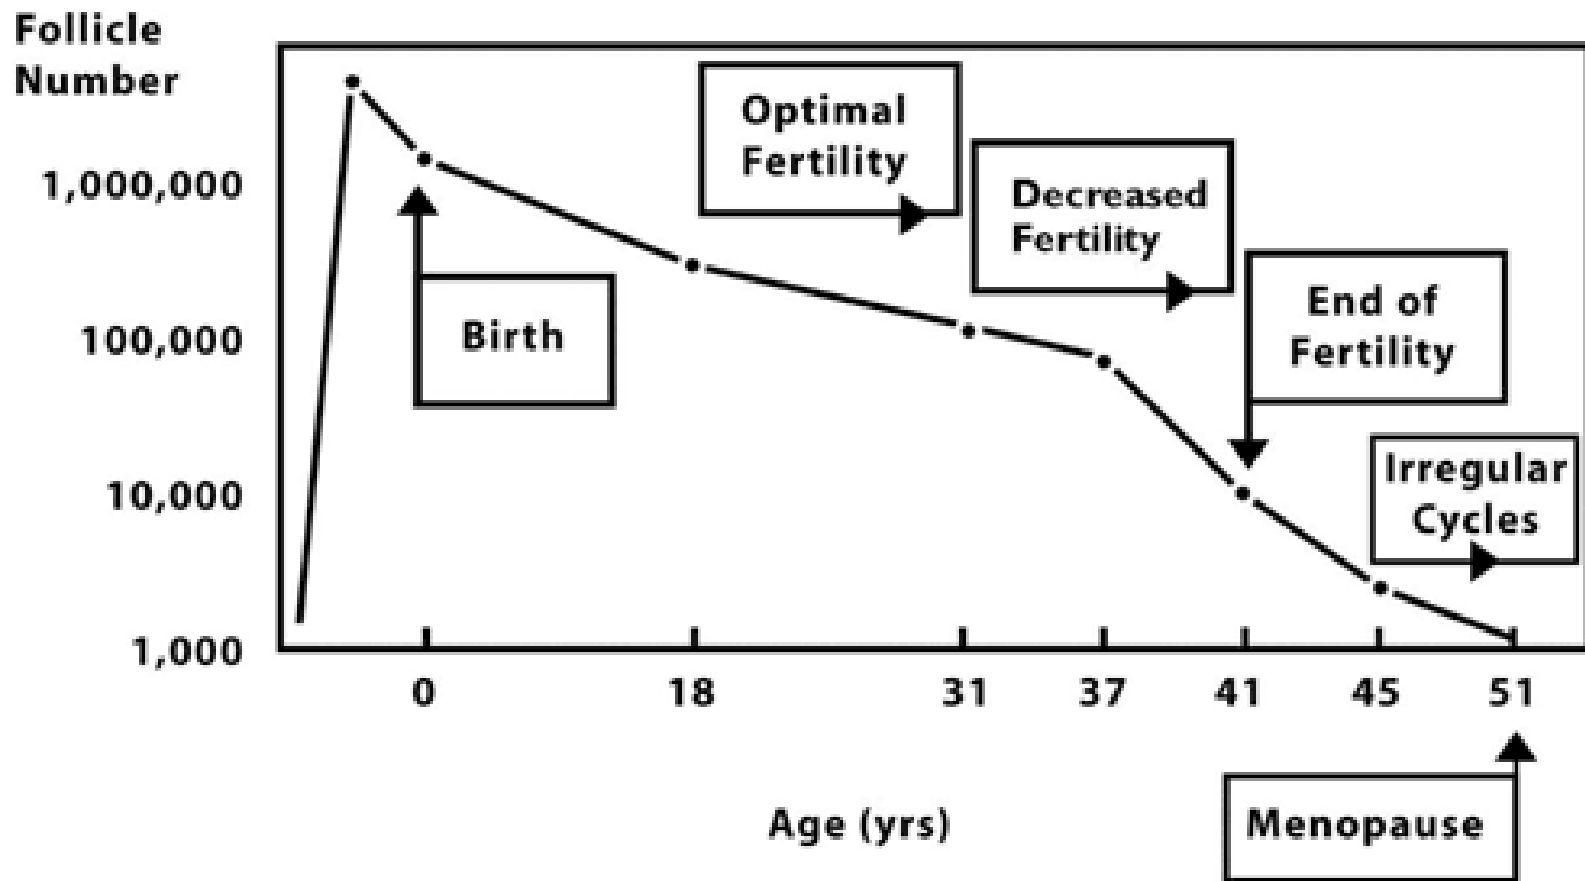 Follicle
Number
Optimal
Fertility
Decreased
Fertility
1,000,000
End of
Fertility
Birth
100,000
Irregular
Cycles
10,000
1,000
0 18 31 37 41 45 51
Age (yrs)
Menopause